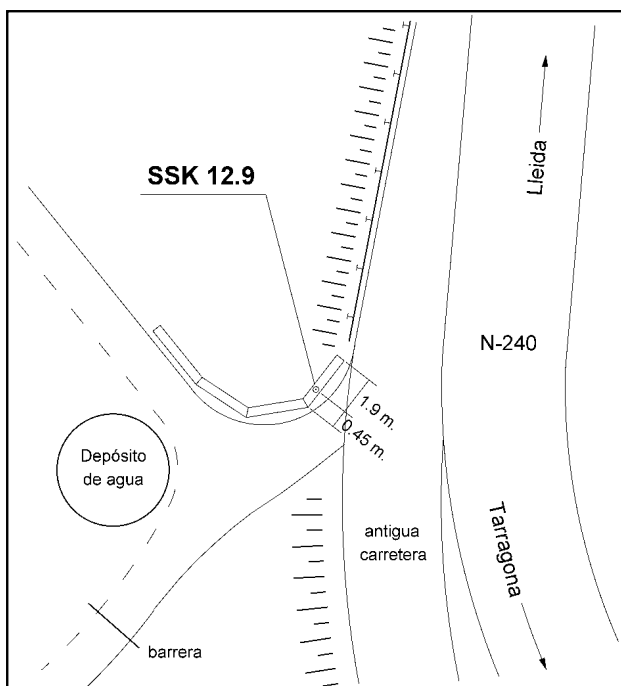 SSK 12.9
Lleida
N-240
1.9 m.
0.45 m.
Depósito
de agua
antigua
carretera
Tarragona
barrera